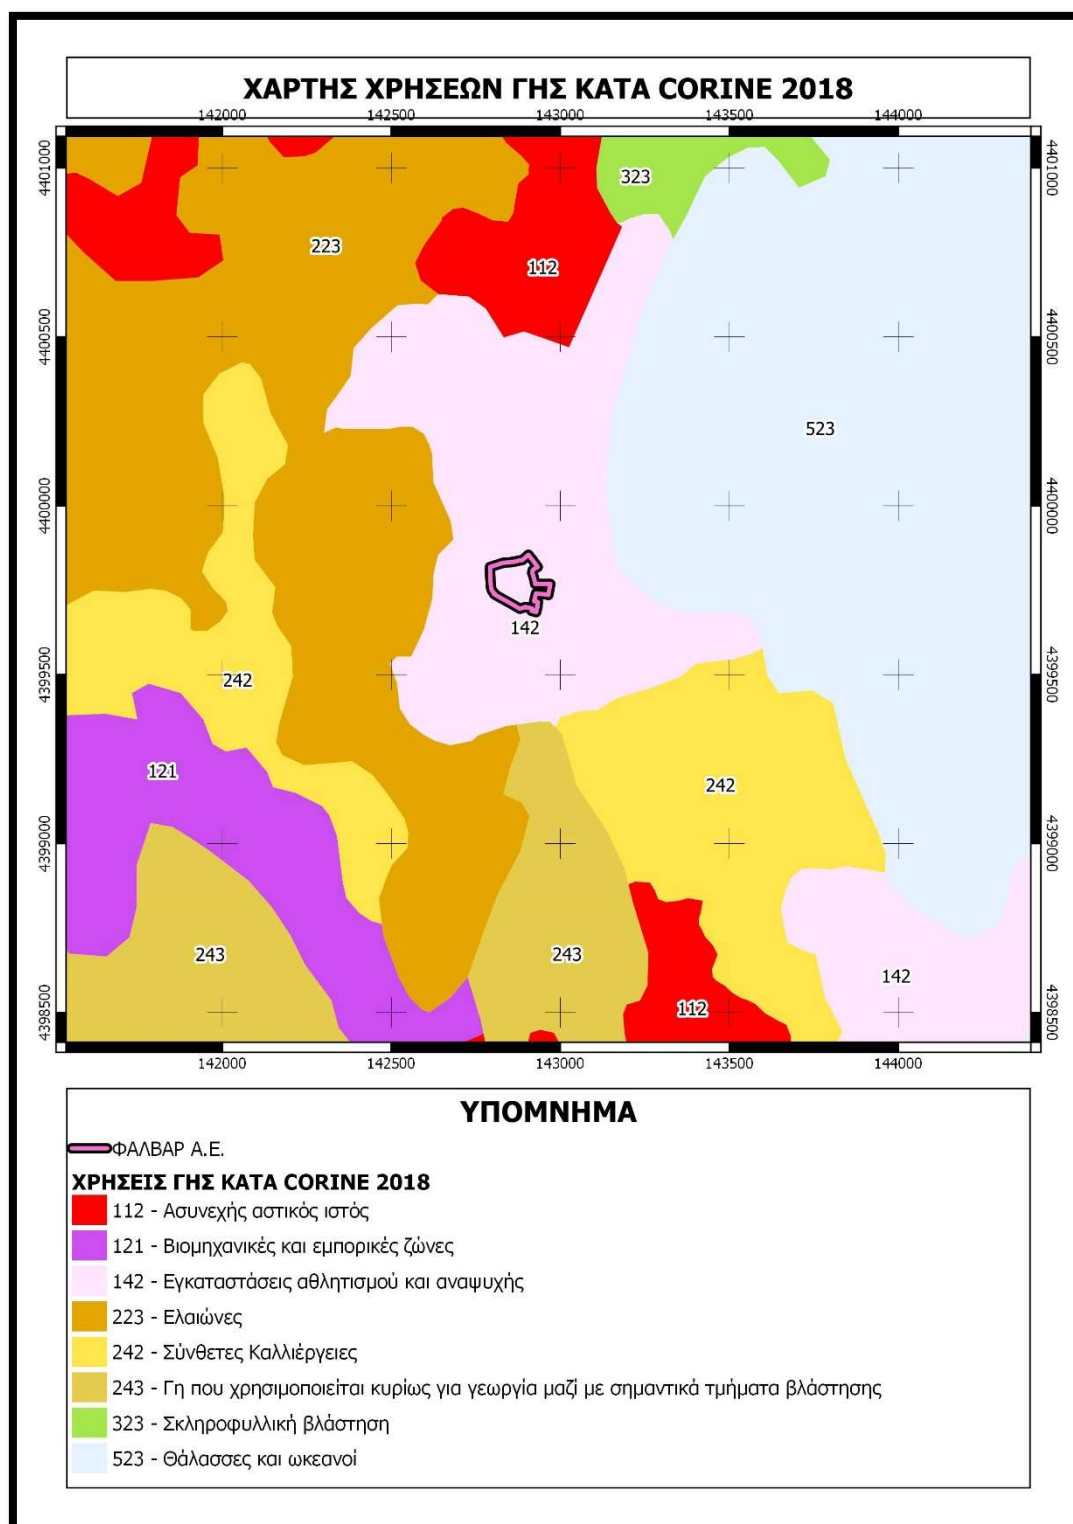 ΧΑΡΤΗΣ ΧΡΗΣΕΩΝ ΓΗΣ ΚΑΤΑ CORINE 2018
142000 142500 143000 143500 144000
4401000 4401000
323
223
112
4400500 4400500
523
4400000 4400000
142
4399500 4399500
242
121
242
4399000 4399000
243
243
142
112
4398500 4398500
142000 142500 143000 143500 144000
ΥΠΟΜΝΗΜΑ
ΦΑΛΒΑΡ Α.Ε.
ΧΡΗΣΕΙΣ ΓΗΣ ΚΑΤΑ CORINE 2018
112 - Ασυνεχής αστικός ιστός
121 - Βιομηχανικές και εμπορικές ζώνες
142 - Εγκαταστάσεις αθλητισμού και αναψυχής
223 - Ελαιώνες
242 - Σύνθετες Καλλιέργειες
243 - Γη που χρησιμοποιείται κυρίως για γεωργία μαζί με σημαντικά τμήματα βλάστησης
323 - Σκληροφυλλική βλάστηση
523 - Θάλασσες και ωκεανοί